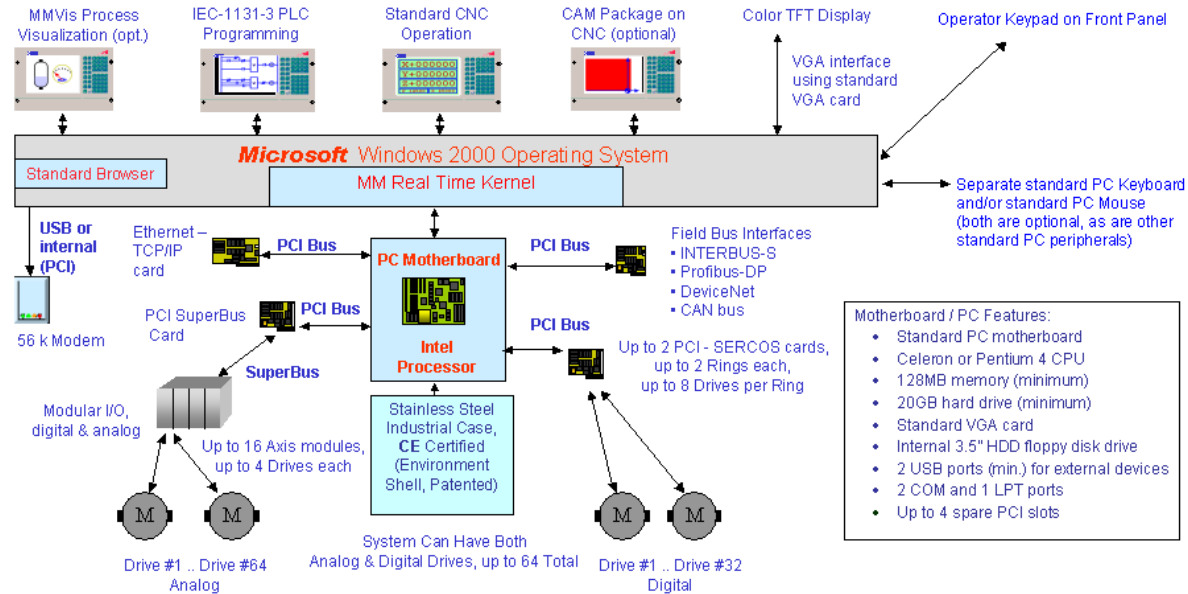 MMVis Process
Visualization (opt.)
IEC-1131-3 PLC
Programming
Standard CNC
Operation
CAM Package on
CNC (optional)
Color TFT Display
Operator Keypad on Front Panel
VGA interface
using standard
VGA card
X+000000
Y+000000
Microsoft Windows 2000 Operating System
Standard Browser
MM Real Time Kernel
Separate standard PC Keyboard
and/or standard PC Mouse
(both are optional, as are other
standard PC peripherals)
USB or
internal
(PCI)
56 k Modem
Ethernet –
TCP/IP
card
PCI Bus
PC Motherboard
Intel
Processor
PCI Bus
Field Bus Interfaces
▪ INTERBUS-S
▪ Profibus-DP
▪ DeviceNet
▪ CAN bus
PCI SuperBus
Card
PCI Bus
SuperBus
PCI Bus
Up to 2 PCI - SERCOS cards,
up to 2 Rings each,
up to 8 Drives per Ring
Modular I/O,
digital & analog
Up to 16 Axis modules,
up to 4 Drives each
Stainless Steel
Industrial Case,
CE Certified
(Environment
Shell, Patented)
M
M
M
M
Drive #1 .. Drive #64
Analog
System Can Have Both
Analog & Digital Drives, up to 64 Total
Drive #1 .. Drive #32
Digital
Motherboard / PC Features:
• Standard PC motherboard
• Celeron or Pentium 4 CPU
• 128MB memory (minimum)
• 20GB hard drive (minimum)
• Standard VGA card
• Internal 3.5" HDD floppy disk drive
• 2 USB ports (min.) for external devices
• 2 COM and 1 LPT ports
• Up to 4 spare PCI slots